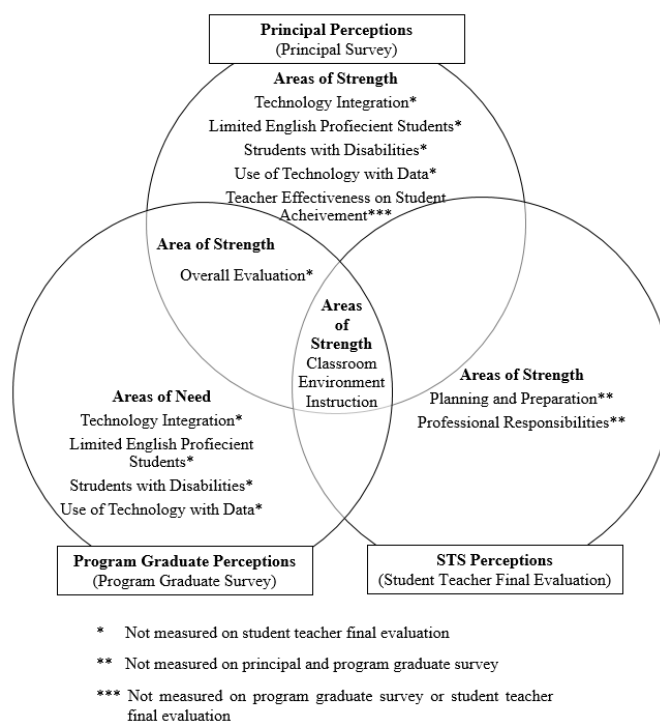 Principal Perceptions
(Principal Survey)
Areas of Strength
Technology Integration*
Limited English Profiecient Students*
Strudents with Disabilities*
Use of Technology with Data*
Teacher Effectiveness on Student
Acheivement***
Area of Strength
Overall Evaluation*
Areas
of
Strength
Classroom
Environment
Instruction
Areas of Strength
Planning and Preparation**
Professional Responsibilities**
Areas of Need
Technology Integration*
Limited English Profiecient
Students*
Strudents with Disabilities*
Use of Technology with Data*
Program Graduate Perceptions
(Program Graduate Survey)
STS Perceptions
(Student Teacher Final Evaluation)
* Not measured on student teacher final evaluation
** Not measured on principal and program graduate survey
*** Not measured on program graduate survey or student teacher
final evaluation